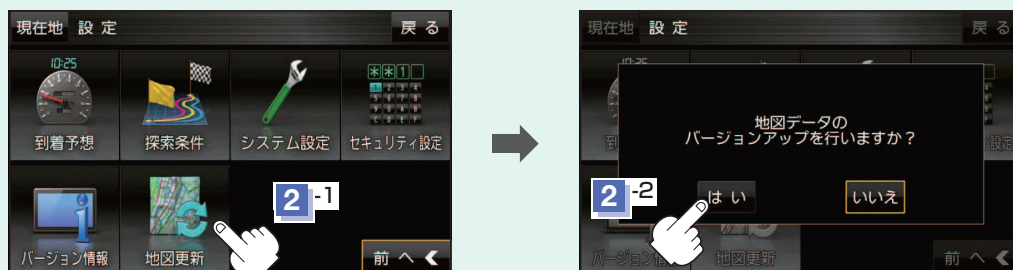 現在地 設 定 戻 る
10:25
到着予想 探索条件 システム設定 セキュリティ設定
バージョン情報 地図更新
2 -1
前 へ
現在地 設 定 戻 る
地図データの
バージョンアップを行いますか？
2 -2
は い いいえ
地図更新
前 へ